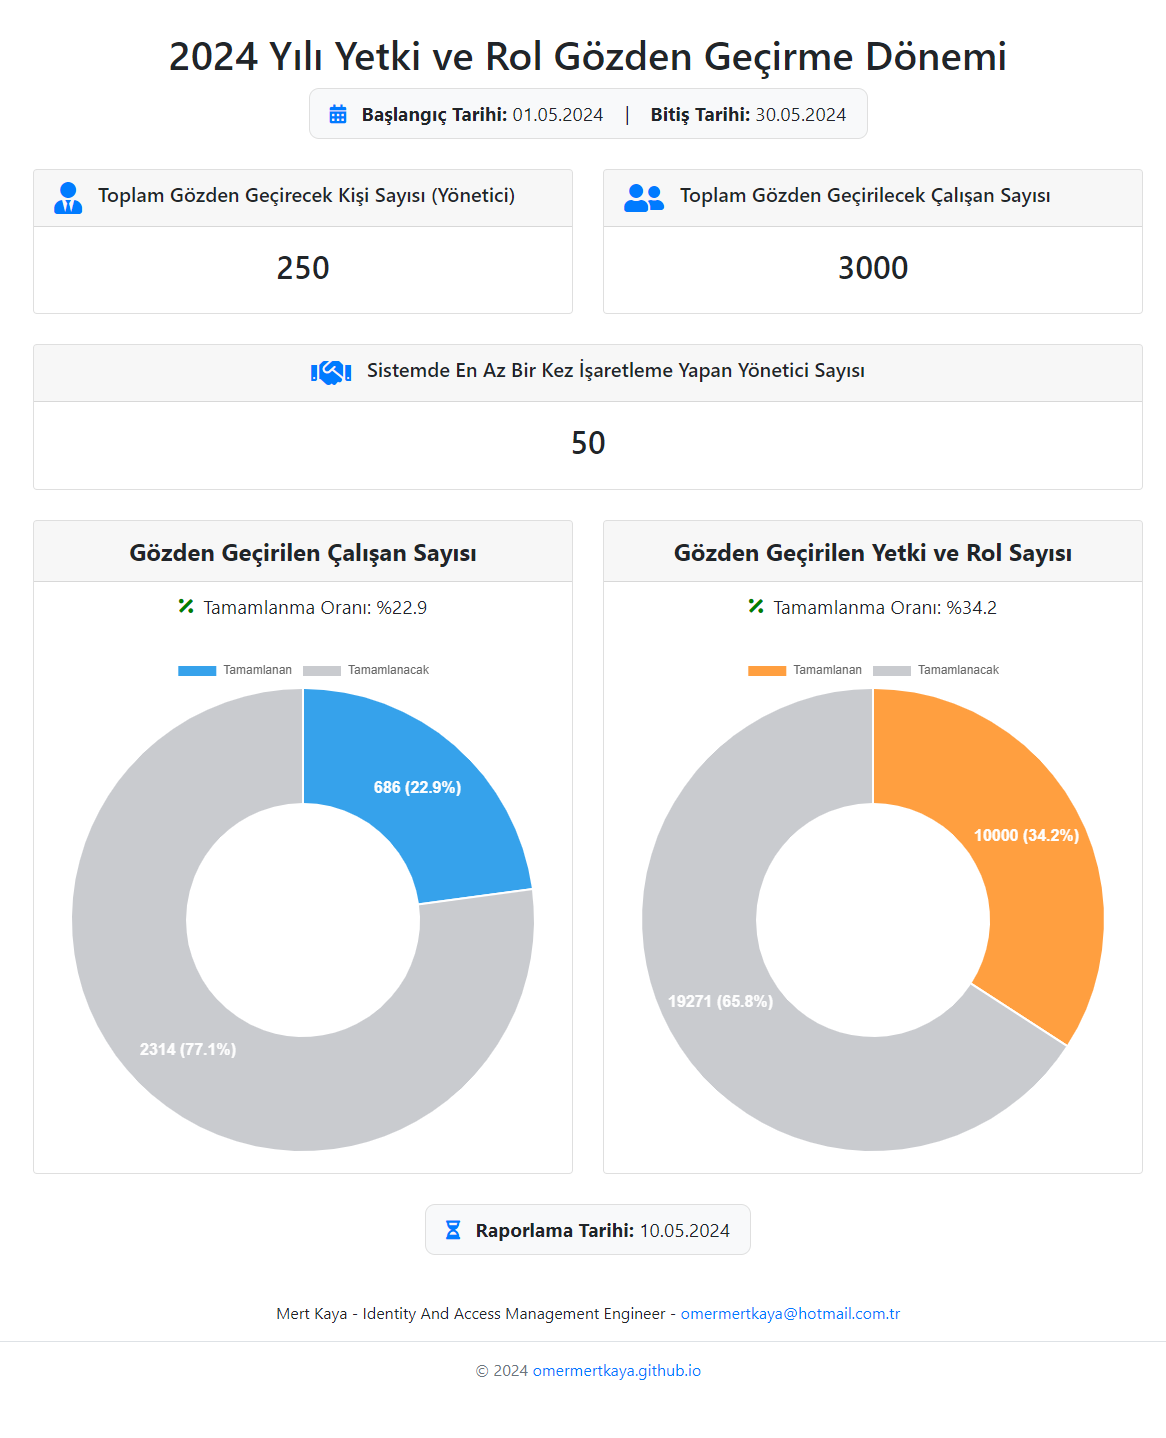 2024 Yılı Yetki ve Rol Gözden Geçirme Dönemi
Başlangıç Tarihi: 01.05.2024 | Bitiş Tarihi: 30.05.2024
Toplam Gözden Geçirecek Kişi Sayısı (Yönetici)
250
Toplam Gözden Geçirilecek Çalışan Sayısı
3000
Sistemde En Az Bir Kez İşaretleme Yapan Yönetici Sayısı
50
Gözden Geçirilen Çalışan Sayısı
Tamamlanma Oranı: %22.9
Tamamlanan Tamamlanacak
686 (22.9%)
2314 (77.1%)
Gözden Geçirilen Yetki ve Rol Sayısı
Tamamlanma Oranı: %34.2
Tamamlanan Tamamlanacak
10000 (34.2%)
19271 (65.8%)
Raporlama Tarihi: 10.05.2024
Mert Kaya - Identity And Access Management Engineer - omermertkaya@hotmail.com.tr
© 2024 omermertkaya.github.io